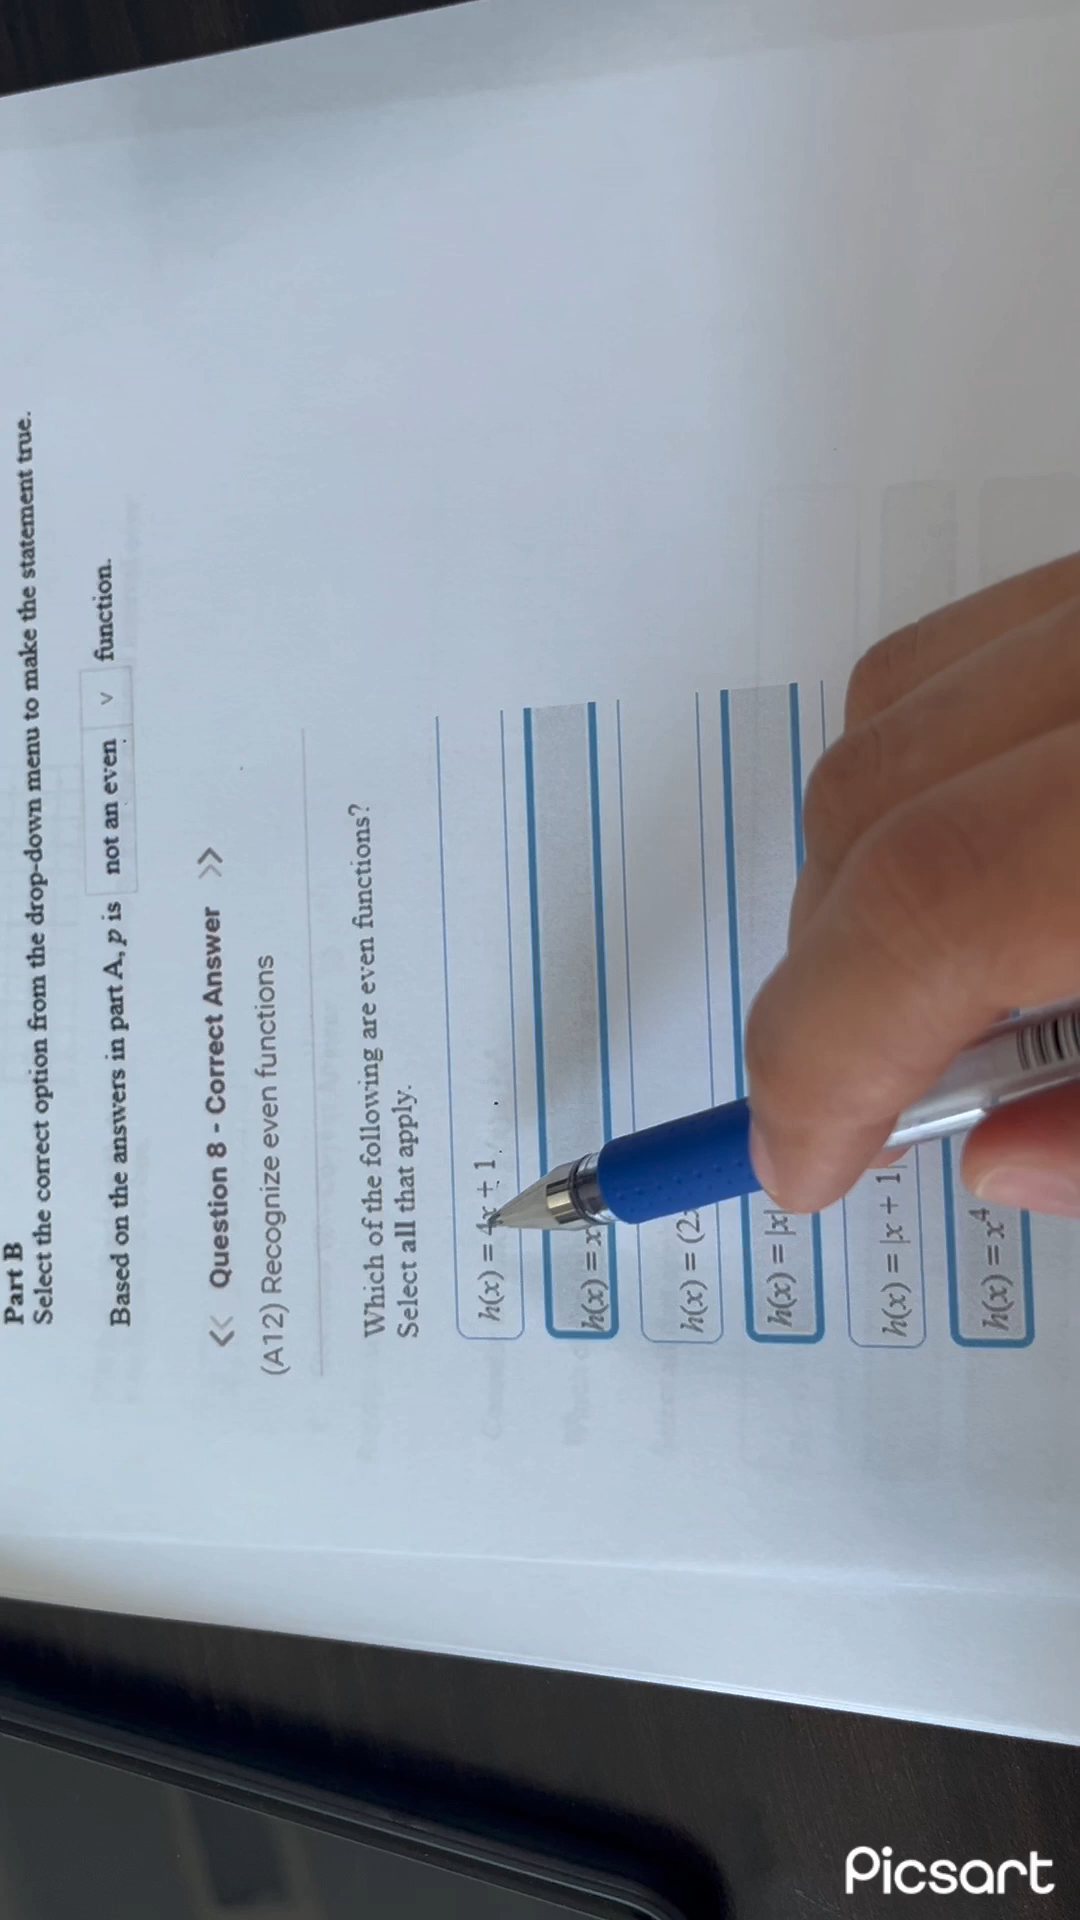 Part B
Select the correct option from the drop-down menu to make the statement true.
Based on the answers in part A, p is not an even ∨ function.
<< Question 8 - Correct Answer >>
(A12) Recognize even functions
Which of the following are even functions?
Select all that apply.
h(x) = 4x + 1
h(x) = x
h(x) = (2
h(x) = |x|
h(x) = |x + 1|
h(x) = x⁴
Picsart